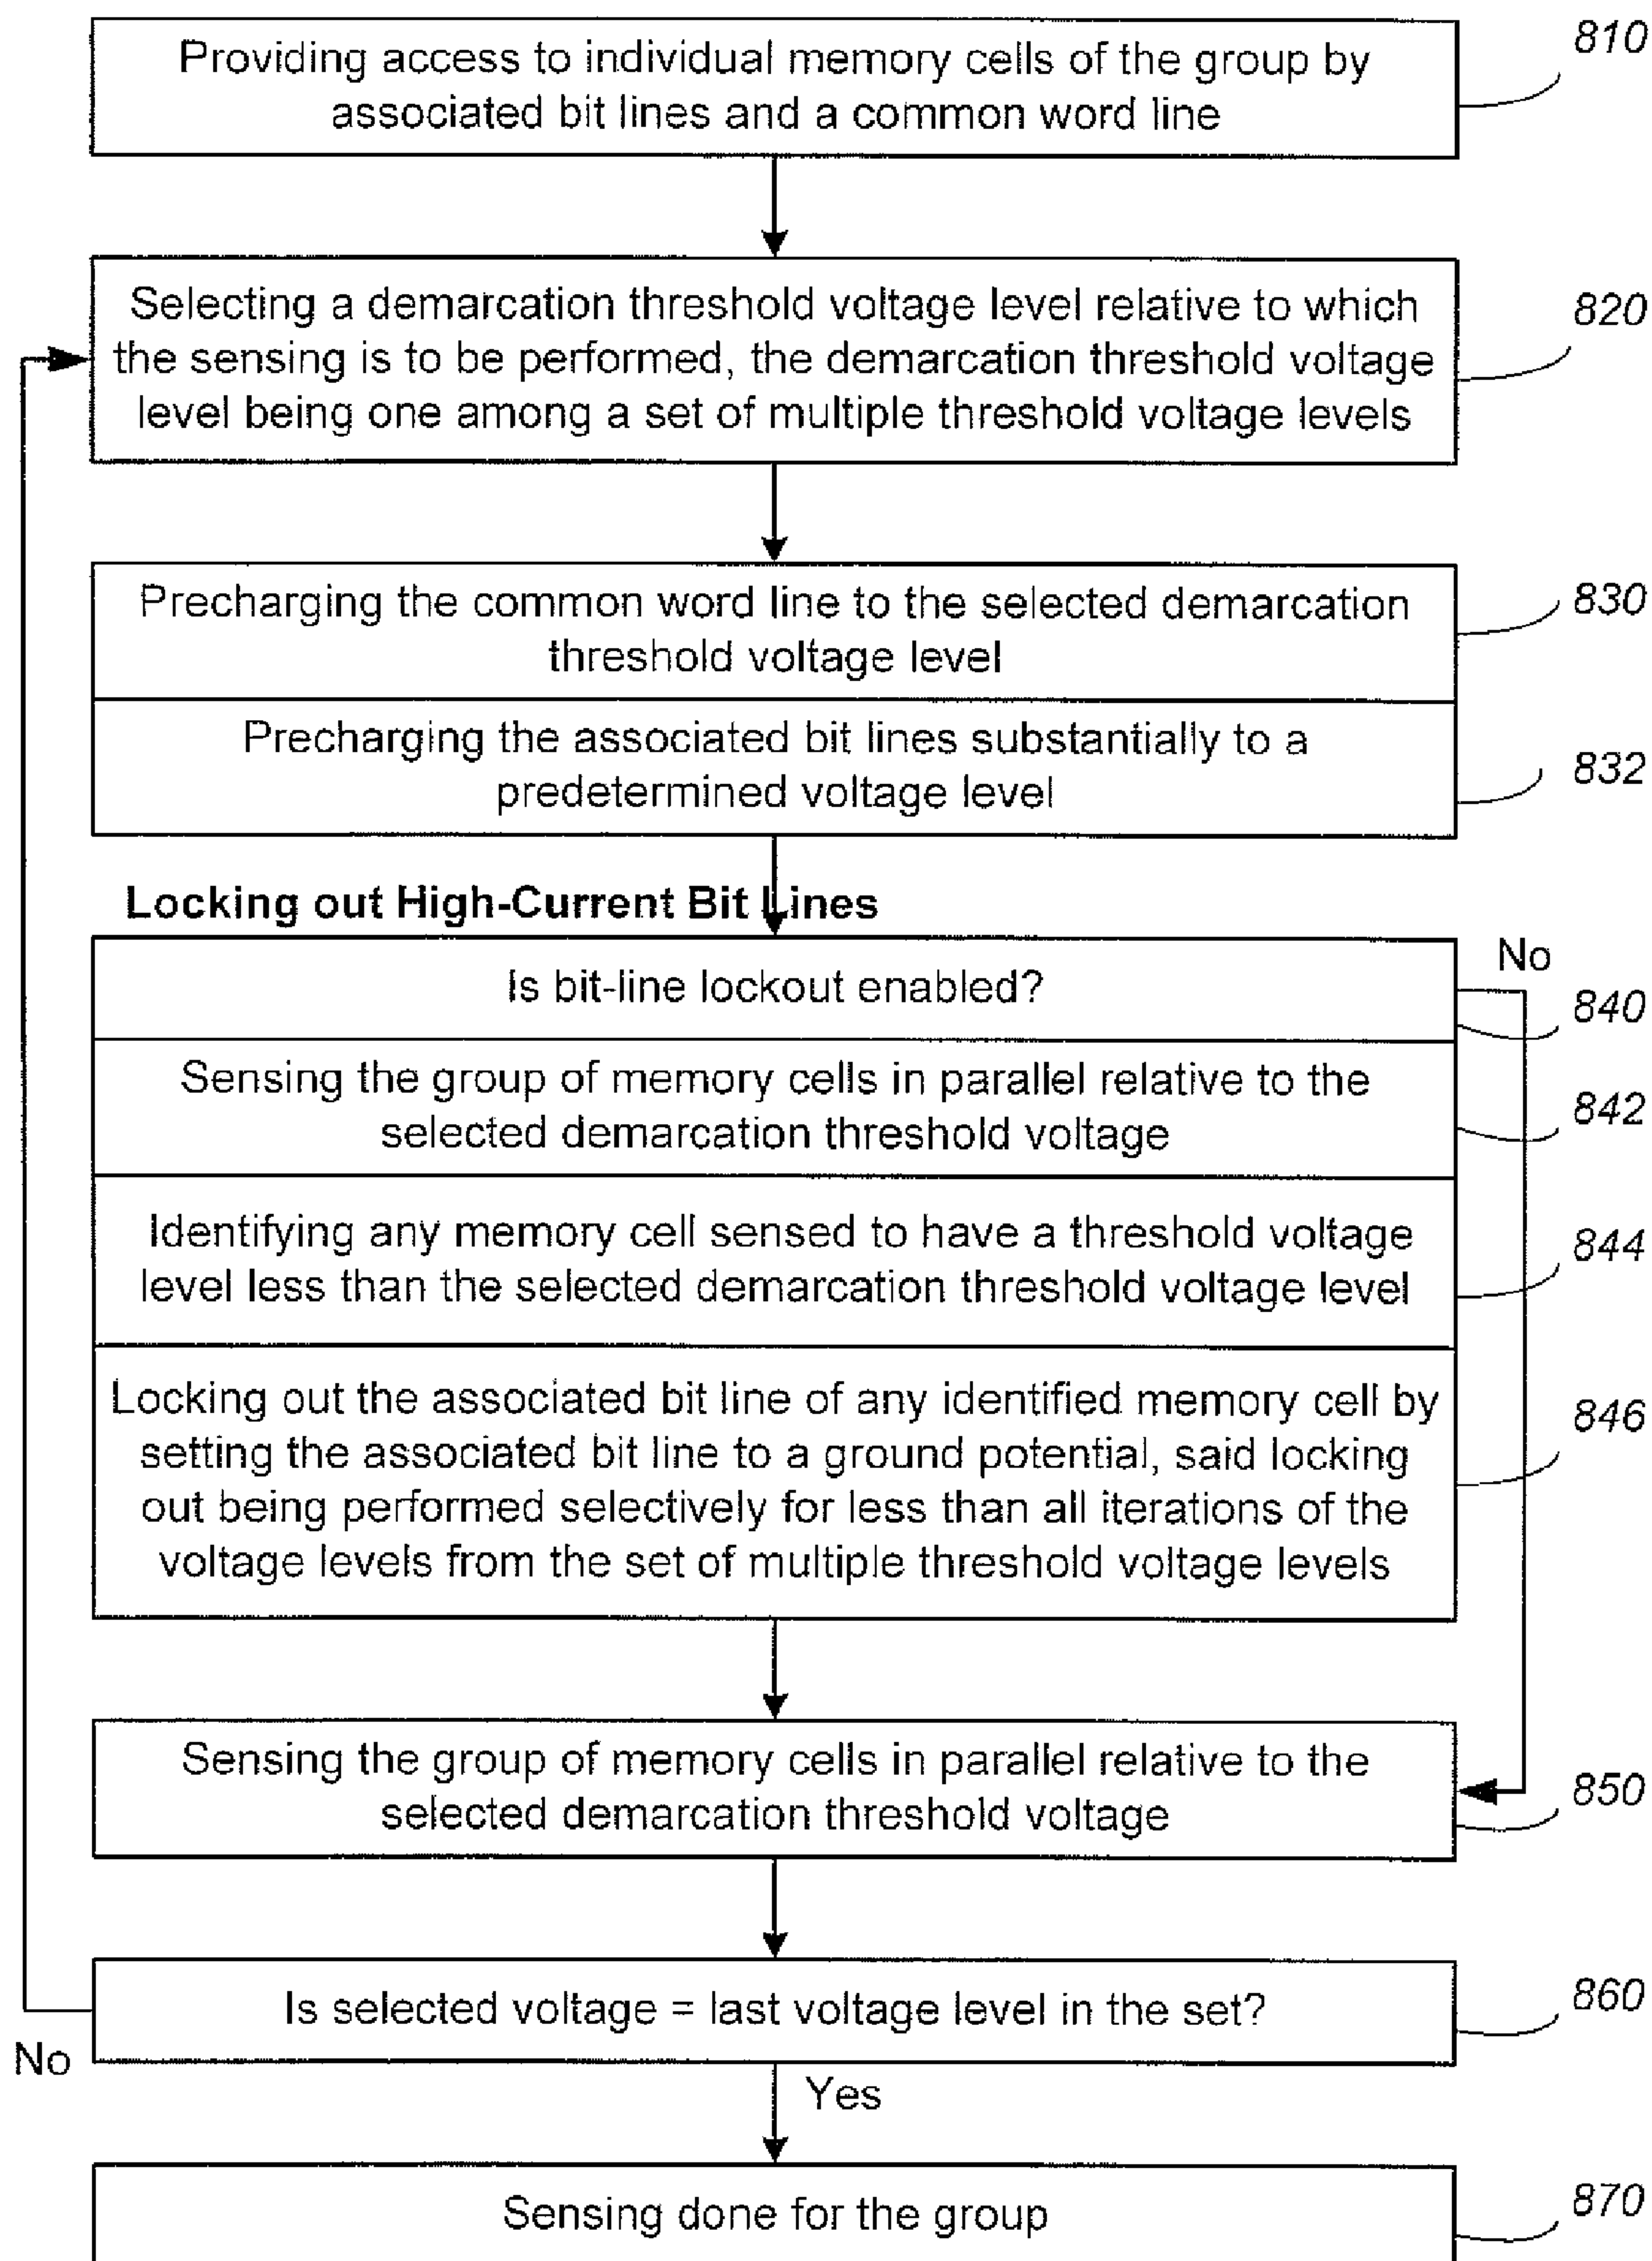 Providing access to individual memory cells of the group by
associated bit lines and a common word line
810
Selecting a demarcation threshold voltage level relative to which
the sensing is to be performed, the demarcation threshold voltage
level being one among a set of multiple threshold voltage levels
820
Precharging the common word line to the selected demarcation
threshold voltage level
830
Precharging the associated bit lines substantially to a
predetermined voltage level
832
Locking out High-Current Bit Lines
Is bit-line lockout enabled?
No
840
Sensing the group of memory cells in parallel relative to the
selected demarcation threshold voltage
842
Identifying any memory cell sensed to have a threshold voltage
level less than the selected demarcation threshold voltage level
844
Locking out the associated bit line of any identified memory cell by
setting the associated bit line to a ground potential, said locking
out being performed selectively for less than all iterations of the
voltage levels from the set of multiple threshold voltage levels
846
Sensing the group of memory cells in parallel relative to the
selected demarcation threshold voltage
850
Is selected voltage = last voltage level in the set?
860
No
Yes
Sensing done for the group
870